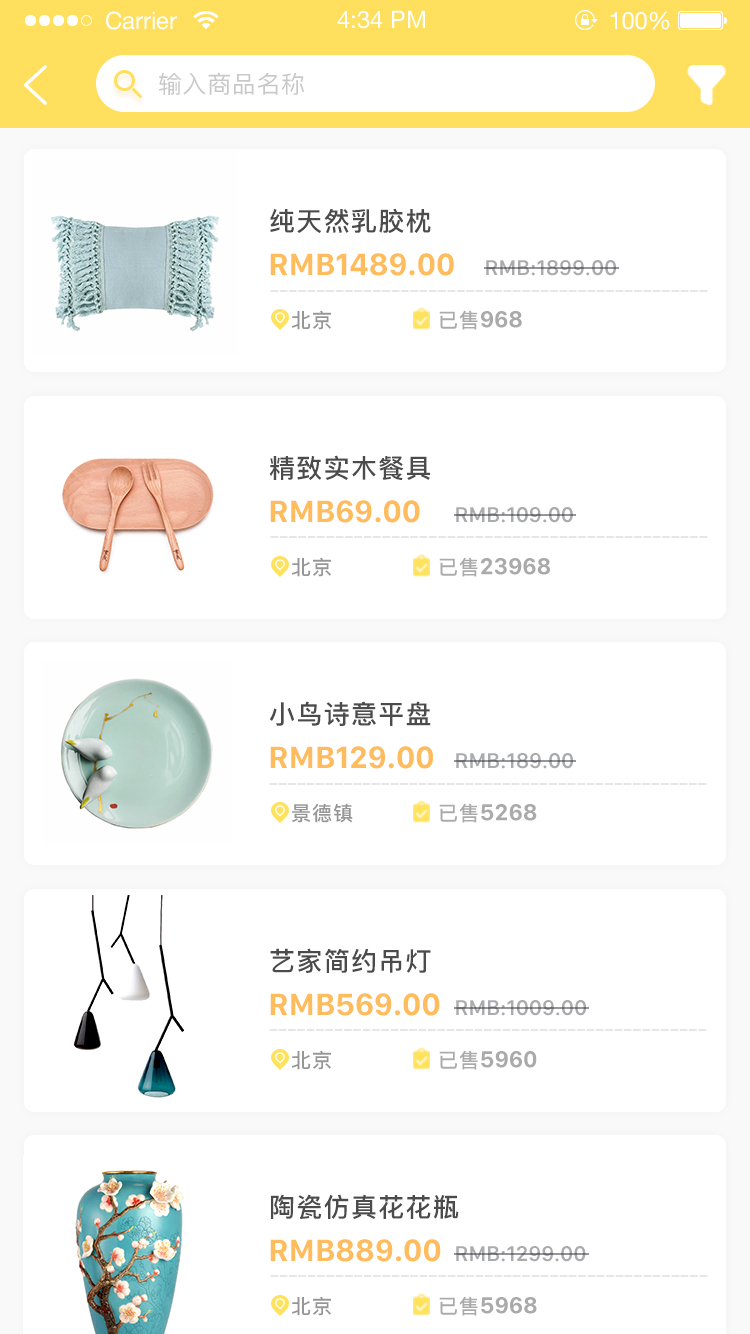 Carrier 4:34 PM 100%
输入商品名称
纯天然乳胶枕
RMB1489.00 RMB:1899.00
北京 已售968
精致实木餐具
RMB69.00 RMB:109.00
北京 已售23968
小鸟诗意平盘
RMB129.00 RMB:189.00
景德镇 已售5268
艺家简约吊灯
RMB569.00 RMB:1009.00
北京 已售5960
陶瓷仿真花花瓶
RMB889.00 RMB:1299.00
北京 已售5968